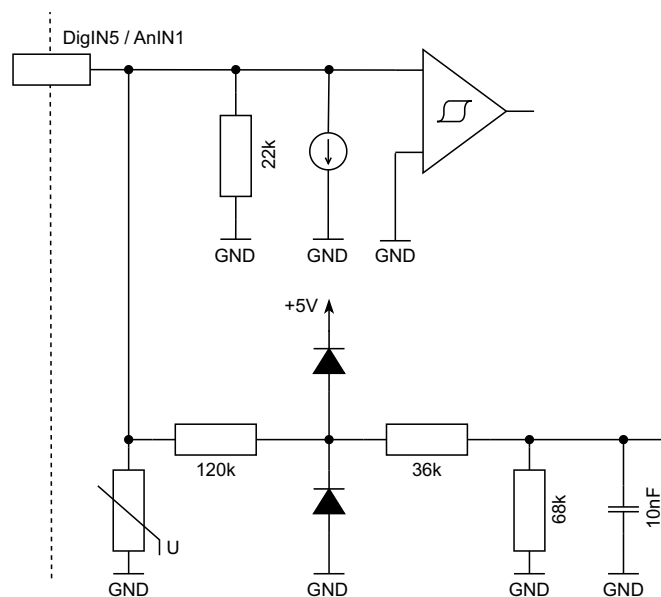 DigIN5 / AnIN1
22k
GND
GND
GND
+5V
120k
36k
68k
10nF
U
GND
GND
GND
GND